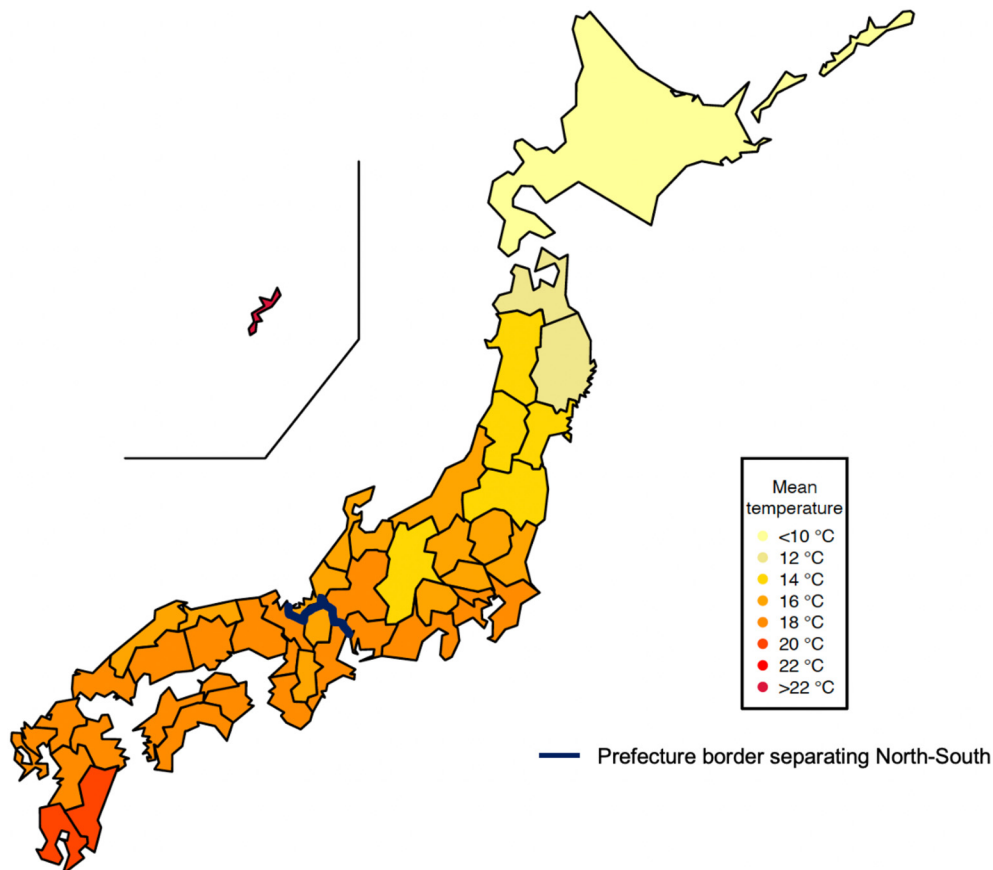 Mean
temperature
<10 °C
12 °C
14 °C
16 °C
18 °C
20 °C
22 °C
>22 °C
Prefecture border separating North-South